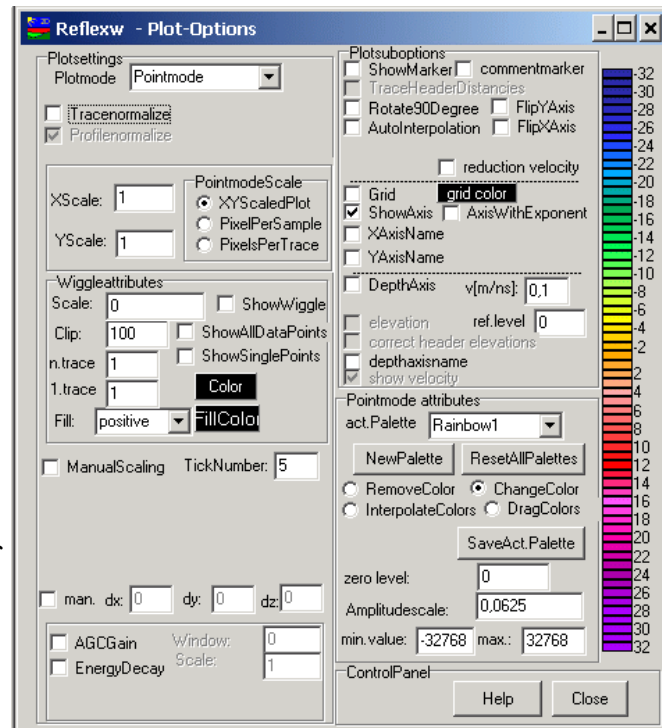 Reflexw - Plot-Options
Plotsettings
Plotmode Pointmode
Tracenormalize
Profilenormalize
XScale: 1
YScale: 1
PointmodeScale
XYScaledPlot
PixelPerSample
PixelsPerTrace
Wiggleattributes
Scale: 0 ShowWiggle
Clip: 100 ShowAllDataPoints
n.trace 1 ShowSinglePoints
1.trace 1 Color
Fill: positive FillColor
ManualScaling TickNumber: 5
man. dx: 0 dy: 0 dz: 0
AGCGain Window: 0
EnergyDecay Scale: 1
Plotsuboptions
ShowMarker commentmarker
TraceHeaderDistancies
Rotate90Degree FlipYAxis
AutoInterpolation FlipXAxis
reduction velocity
Grid grid color
ShowAxis AxisWithExponent
XAxisName
YAxisName
DepthAxis v[m/ns]: 0,1
elevation ref.level 0
correct header elevations
depthaxisname
show velocity
Pointmode attributes
act.Palette Rainbow1
NewPalette ResetAllPalettes
RemoveColor ChangeColor
InterpolateColors DragColors
SaveAct.Palette
zero level: 0
Amplitudescale: 0,0625
min.value: -32768 max.: 32768
ControlPanel
Help Close
-32
-30
-28
-26
-24
-22
-20
-18
-16
-14
-12
-10
-8
-6
-4
-2
2
4
6
8
10
12
14
16
18
20
22
24
26
28
30
32